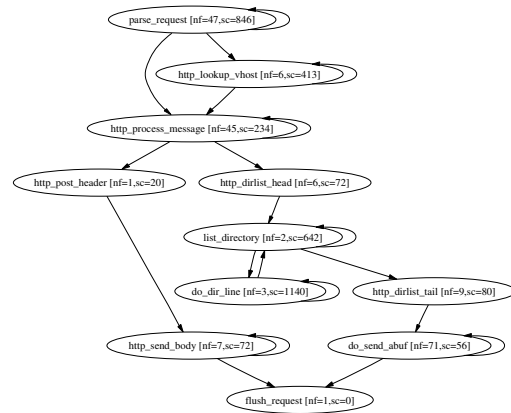 parse_request [nf=47,sc=846]
http_lookup_vhost [nf=6,sc=413]
http_process_message [nf=45,sc=234]
http_post_header [nf=1,sc=20]
http_dirlist_head [nf=6,sc=72]
list_directory [nf=2,sc=642]
do_dir_line [nf=3,sc=1140]
http_dirlist_tail [nf=9,sc=80]
http_send_body [nf=7,sc=72]
do_send_abuf [nf=71,sc=56]
flush_request [nf=1,sc=0]